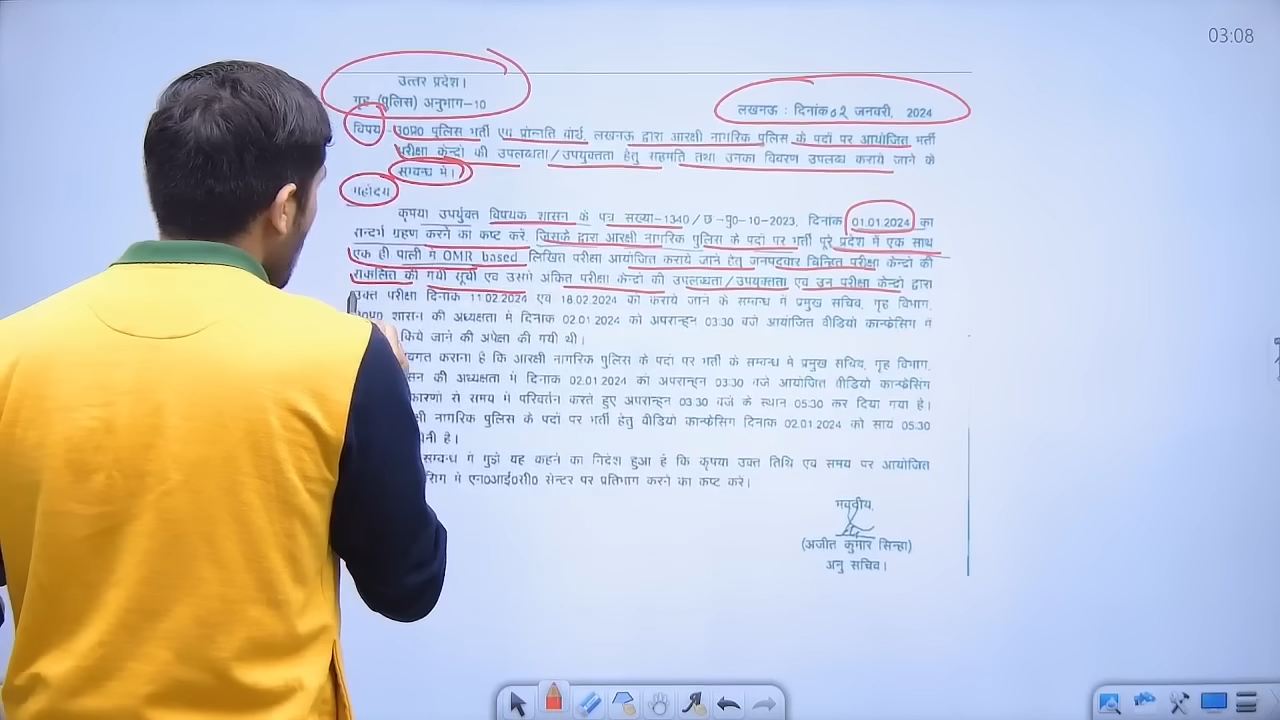 03:08
उत्तर प्रदेश।
गृह (पुलिस) अनुभाग-10
लखनऊ : दिनांक 02 जनवरी, 2024
विषय उ0प्र0 पुलिस भर्ती एवं प्रोन्नति बोर्ड, लखनऊ द्वारा आरक्षी नागरिक पुलिस के पदों पर आयोजित भर्ती
परीक्षा केन्द्रों की उपलब्धता/उपयुक्तता हेतु सहमति तथा उनका विवरण उपलब्ध कराये जाने के
सम्बन्ध में।
महोदय
कृपया उपर्युक्त विषयक शासन के पत्र संख्या-1340/छ-पु0-10-2023, दिनांक 01.01.2024 का
सन्दर्भ ग्रहण करने का कष्ट करें, जिसके द्वारा आरक्षी नागरिक पुलिस के पदों पर भर्ती पूरे प्रदेश में एक साथ
एक ही पाली में OMR based लिखित परीक्षा आयोजित कराये जाने हेतु जनपदवार चिन्हित परीक्षा केन्द्रों की
संकलित की गयी सूची एवं उसमें अंकित परीक्षा केन्द्रों की उपलब्धता/उपयुक्तता एवं उन परीक्षा केन्द्रों द्वारा
उक्त परीक्षा दिनांक 11.02.2024 एवं 18.02.2024 को कराये जाने के सम्बन्ध में प्रमुख सचिव, गृह विभाग,
उ0प्र0 शासन की अध्यक्षता में दिनांक 02.01.2024 को अपरान्ह्न 03:30 बजे आयोजित वीडियो कान्फ्रेंसिंग में
किये जाने की अपेक्षा की गयी थी।
कराना है कि आरक्षी नागरिक पुलिस के पदों पर भर्ती के सम्बन्ध में प्रमुख सचिव, गृह विभाग,
की अध्यक्षता में दिनांक 02.01.2024 को अपरान्ह्न 03:30 बजे आयोजित वीडियो कान्फ्रेंसिंग
कारणों से समय में परिवर्तन करते हुए अपरान्ह्न 03:30 बजे के स्थान 05:30 कर दिया गया है।
नागरिक पुलिस के पदों पर भर्ती हेतु वीडियो कान्फ्रेंसिंग दिनांक 02.01.2024 को सायं 05:30
है।
सम्बन्ध में मुझे यह कहने का निदेश हुआ है कि कृपया उक्त तिथि एवं समय पर आयोजित
में एन0आई0सी0 सेन्टर पर प्रतिभाग करने का कष्ट करें।
भवदीय,
(अजीत कुमार सिन्हा)
अनु सचिव।